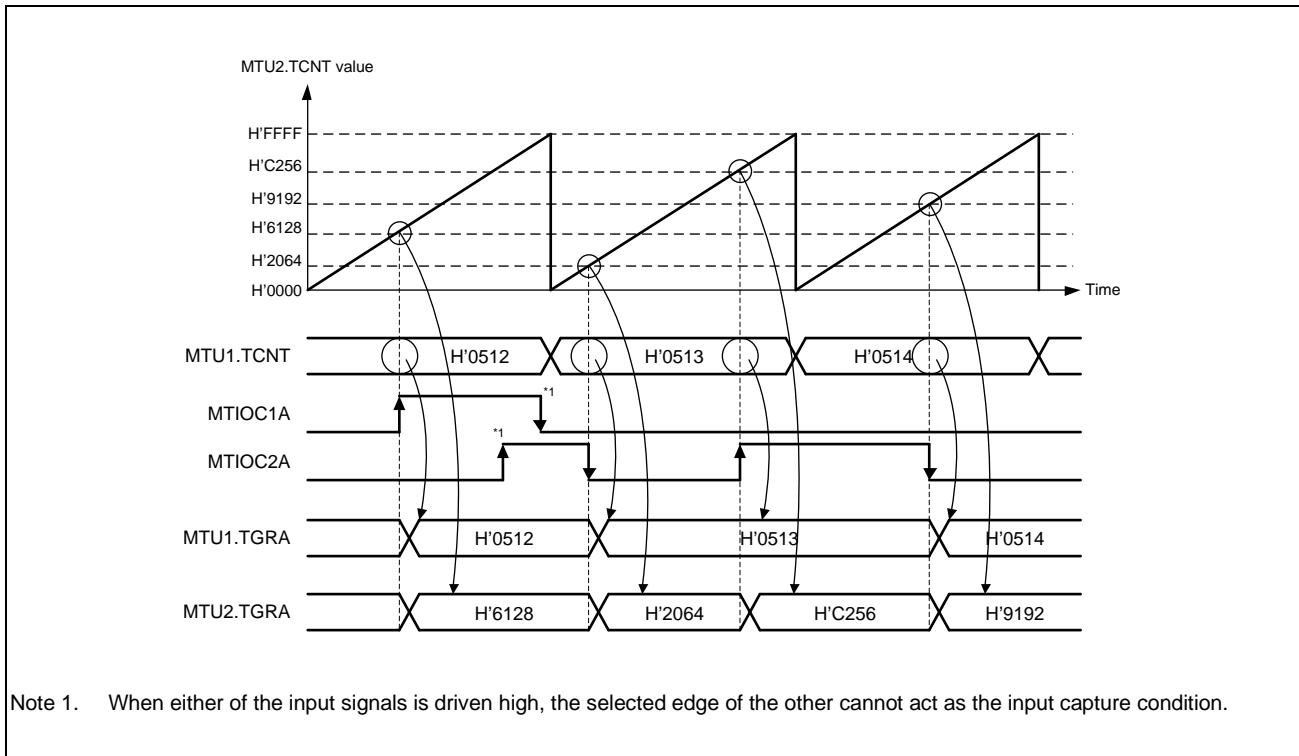 MTU2.TCNT value
H'FFFF
H'C256
H'9192
H'6128
H'2064
H'0000
Time
MTU1.TCNT H'0512 H'0513 H'0514
MTIOC1A *1
MTIOC2A *1
MTU1.TGRA H'0512 H'0513 H'0514
MTU2.TGRA H'6128 H'2064 H'C256 H'9192
Note 1. When either of the input signals is driven high, the selected edge of the other cannot act as the input capture condition.